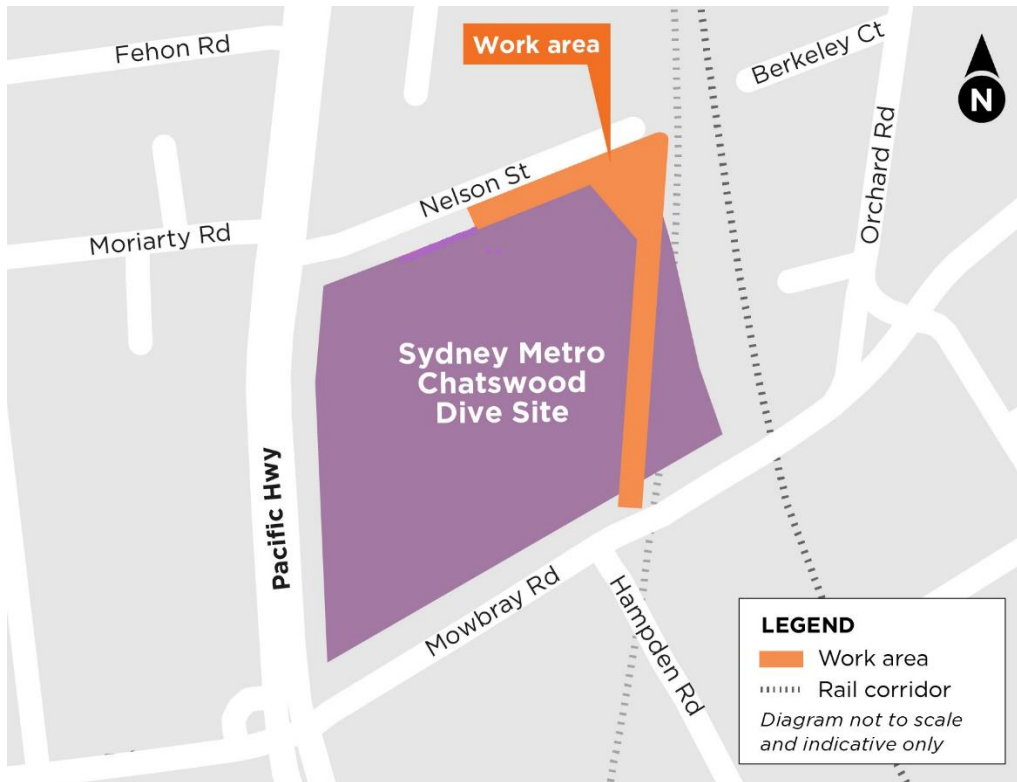 Fehon Rd
Work area
Berkeley Ct
N
Orchard Rd
Nelson St
Moriarty Rd
Sydney Metro
Chatswood
Dive Site
Pacific Hwy
Mowbray Rd
Hampden Rd
LEGEND
Work area
Rail corridor
Diagram not to scale
and indicative only